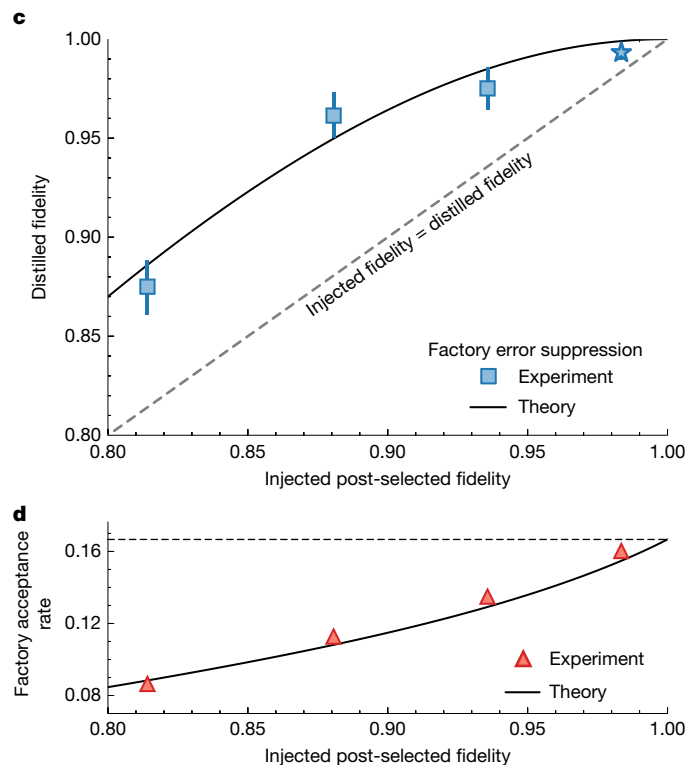 c
1.00
0.95
0.90
0.85
0.80
Distilled fidelity
Injected fidelity = distilled fidelity
Factory error suppression
Experiment
Theory
0.80
0.85
0.90
0.95
1.00
Injected post-selected fidelity
d
0.16
0.12
0.08
Factory acceptance
rate
Experiment
Theory
0.80
0.85
0.90
0.95
1.00
Injected post-selected fidelity